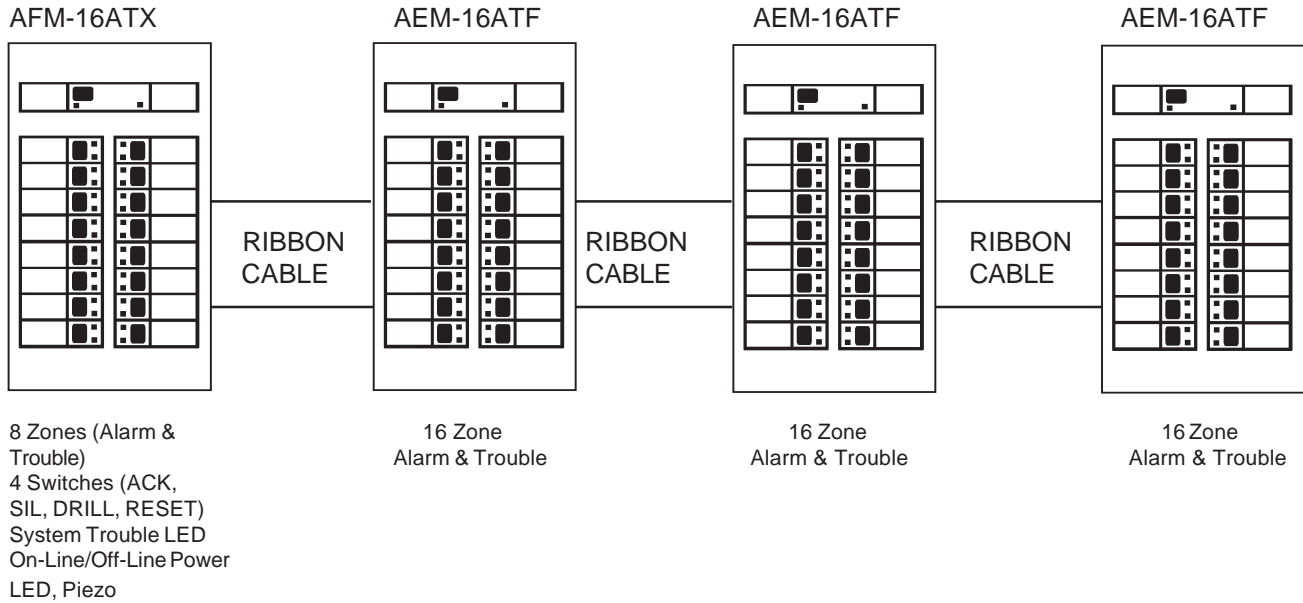 AFM-16ATX
AEM-16ATF
AEM-16ATF
AEM-16ATF
RIBBON
CABLE
RIBBON
CABLE
RIBBON
CABLE
8 Zones (Alarm &
Trouble)
4 Switches (ACK,
SIL, DRILL, RESET)
System Trouble LED
On-Line/Off-Line Power
LED, Piezo
16 Zone
Alarm & Trouble
16 Zone
Alarm & Trouble
16 Zone
Alarm & Trouble